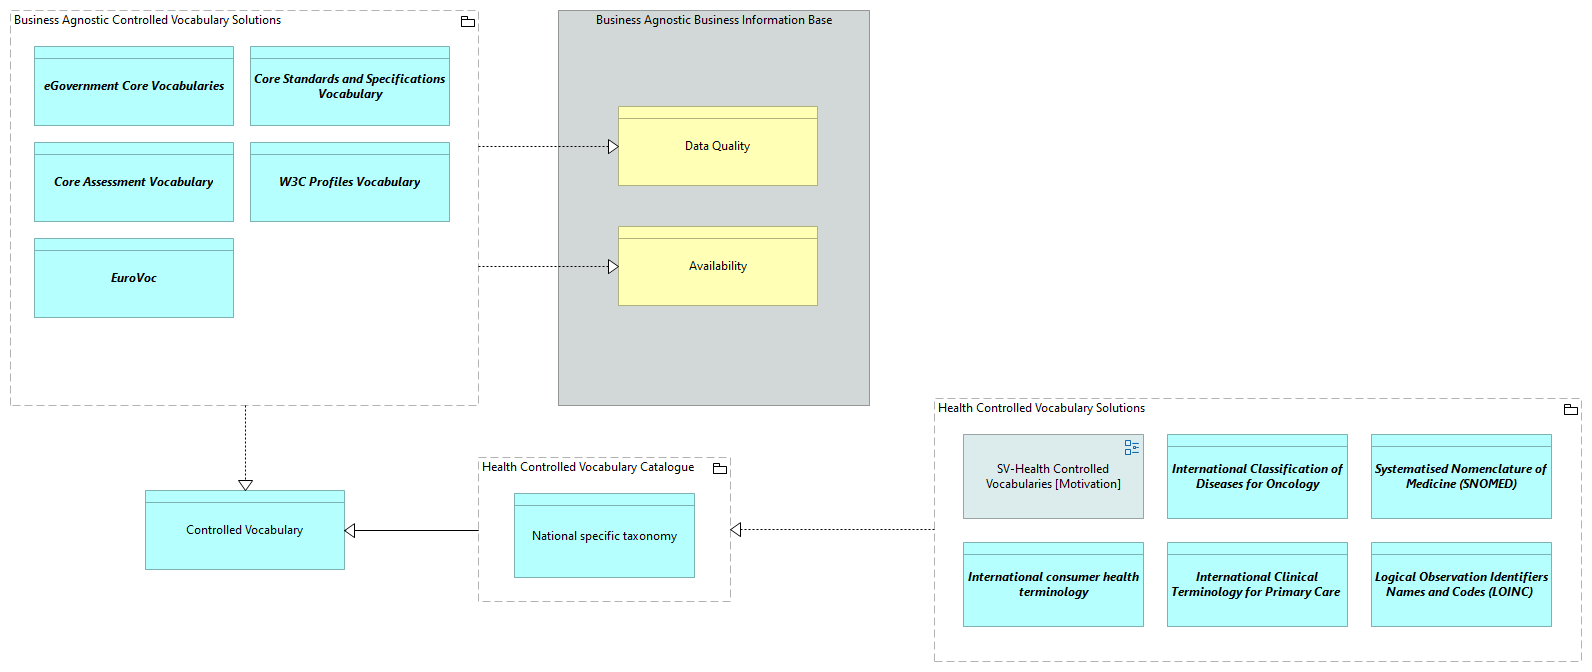 Business Agnostic Controlled Vocabulary Solutions
eGovernment Core Vocabularies
Core Standards and Specifications
Vocabulary
Core Assessment Vocabulary
W3C Profiles Vocabulary
EuroVoc
Business Agnostic Business Information Base
Data Quality
Availability
Controlled Vocabulary
Health Controlled Vocabulary Catalogue
National specific taxonomy
Health Controlled Vocabulary Solutions
SV-Health Controlled
Vocabularies [Motivation]
International Classification of
Diseases for Oncology
Systematised Nomenclature of
Medicine (SNOMED)
International consumer health
terminology
International Clinical
Terminology for Primary Care
Logical Observation Identifiers
Names and Codes (LOINC)